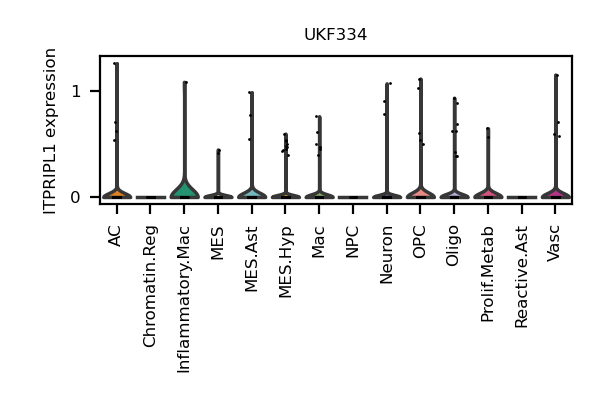 UKF334
ITPRIPL1 expression
1
0
AC
Chromatin.Reg
Inflammatory.Mac
MES
MES.Ast
MES.Hyp
Mac
NPC
Neuron
OPC
Oligo
Prolif.Metab
Reactive.Ast
Vasc